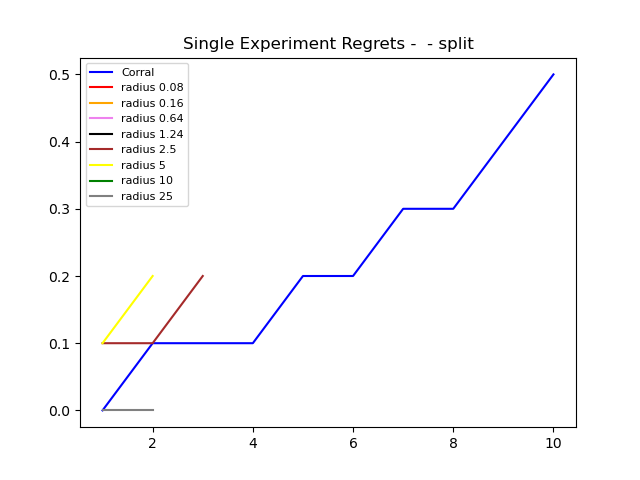 Single Experiment Regrets -  - split
Corral
radius 0.08
radius 0.16
radius 0.64
radius 1.24
radius 2.5
radius 5
radius 10
radius 25
0.5
0.4
0.3
0.2
0.1
0.0
2 4 6 8 10